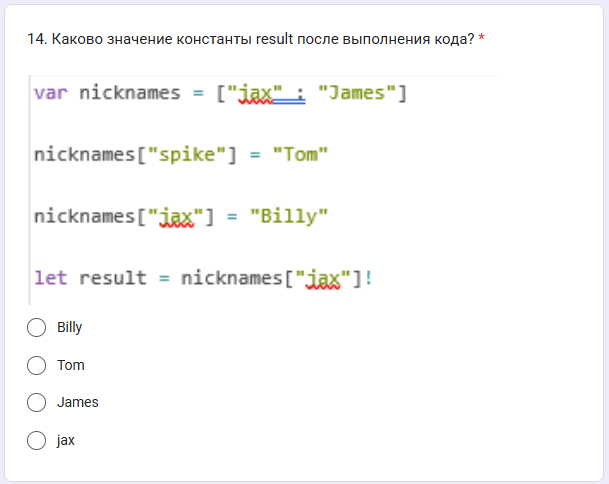 14. Каково значение константы result после выполнения кода? *
var nicknames = ["jax" : "James"]
nicknames["spike"] = "Tom"
nicknames["jax"] = "Billy"
let result = nicknames["jax"]!
Billy
Tom
James
jax